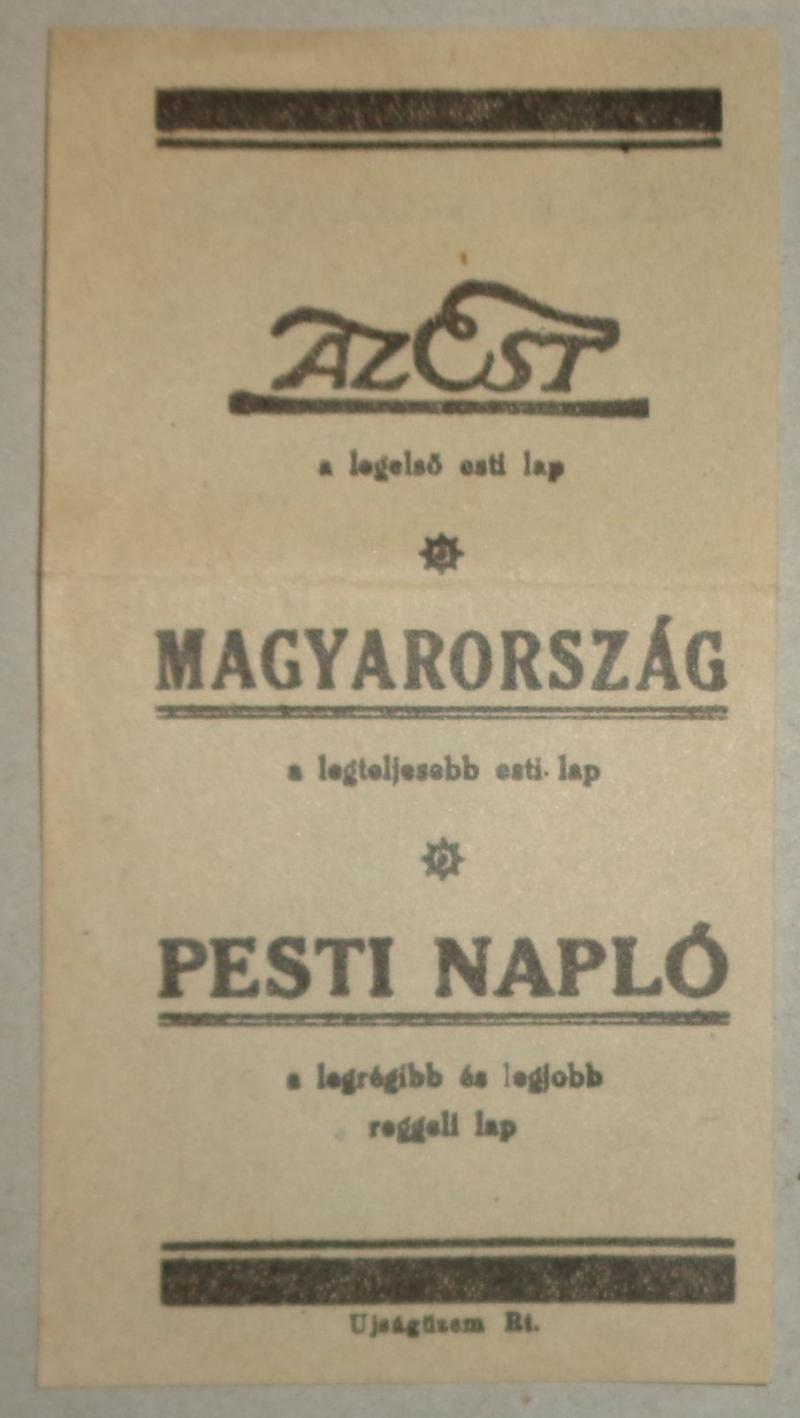 AZ EST
a legelső esti lap
MAGYARORSZÁG
a legteljesebb esti lap
PESTI NAPLÓ
a legrégibb és legjobb
reggeli lap
Ujságüzem Rt.